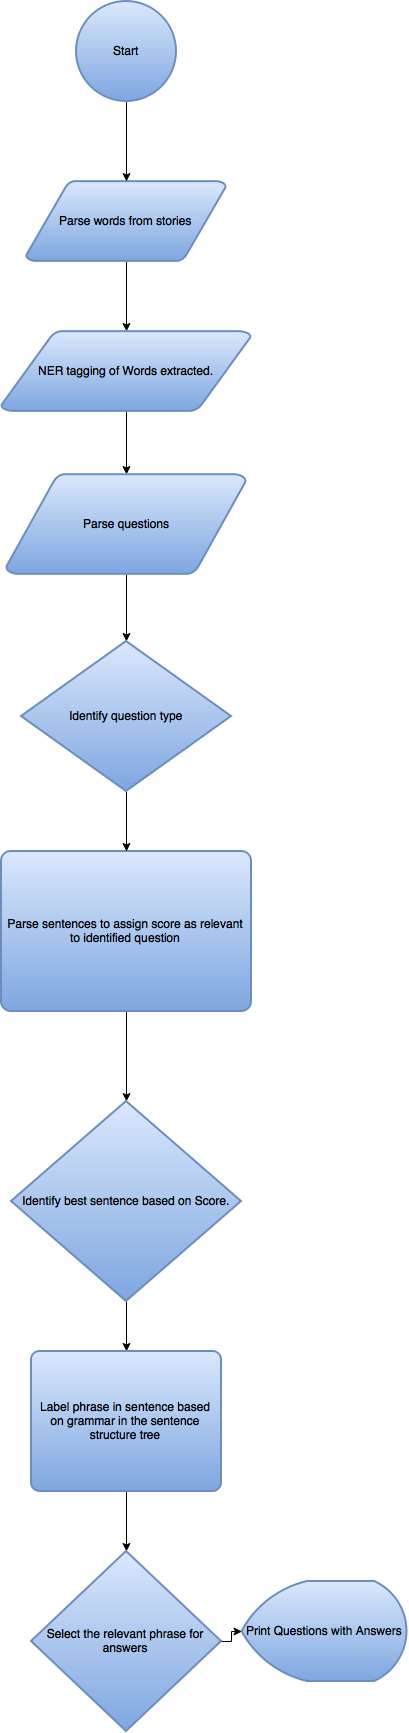 Start
Parse words from stories
NER tagging of Words extracted.
Parse questions
Identify question type
Parse sentences to assign score as relevant
to identified question
Identify best sentence based on Score.
Label phrase in sentence based
on grammar in the sentence
structure tree
Select the relevant phrase for
answers
Print Questions with Answers